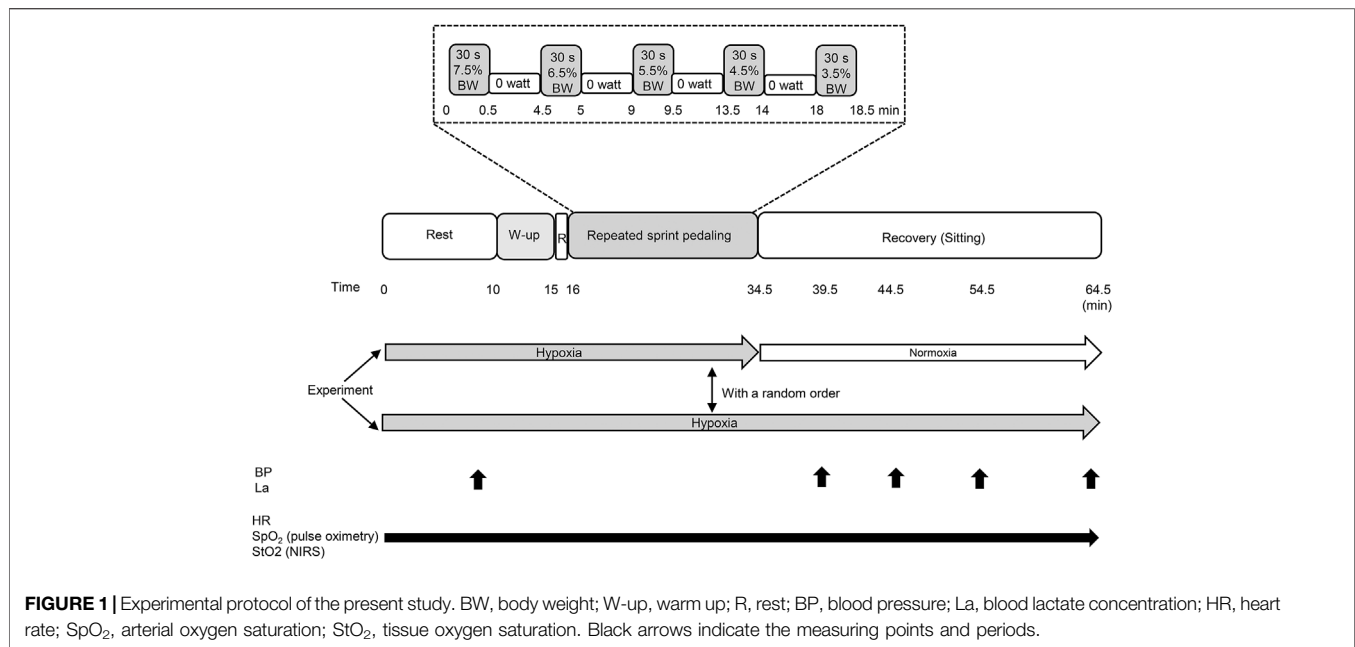 30 s 30 s 30 s 30 s 30 s
7.5% 6.5% 5.5% 4.5% 3.5%
BW 0 watt BW 0 watt BW 0 watt BW 0 watt BW
0 0.5 4.5 5 9 9.5 13.5 14 18 18.5 min
Rest W-up R Repeated sprint pedaling Recovery (Sitting)
Time 0 10 15 16 34.5 39.5 44.5 54.5 64.5
(min)
Hypoxia Normoxia
Experiment With a random order
Hypoxia
BP
La
HR
SpO₂ (pulse oximetry)
StO2 (NIRS)
FIGURE 1 | Experimental protocol of the present study. BW, body weight; W-up, warm up; R, rest; BP, blood pressure; La, blood lactate concentration; HR, heart
rate; SpO₂, arterial oxygen saturation; StO₂, tissue oxygen saturation. Black arrows indicate the measuring points and periods.